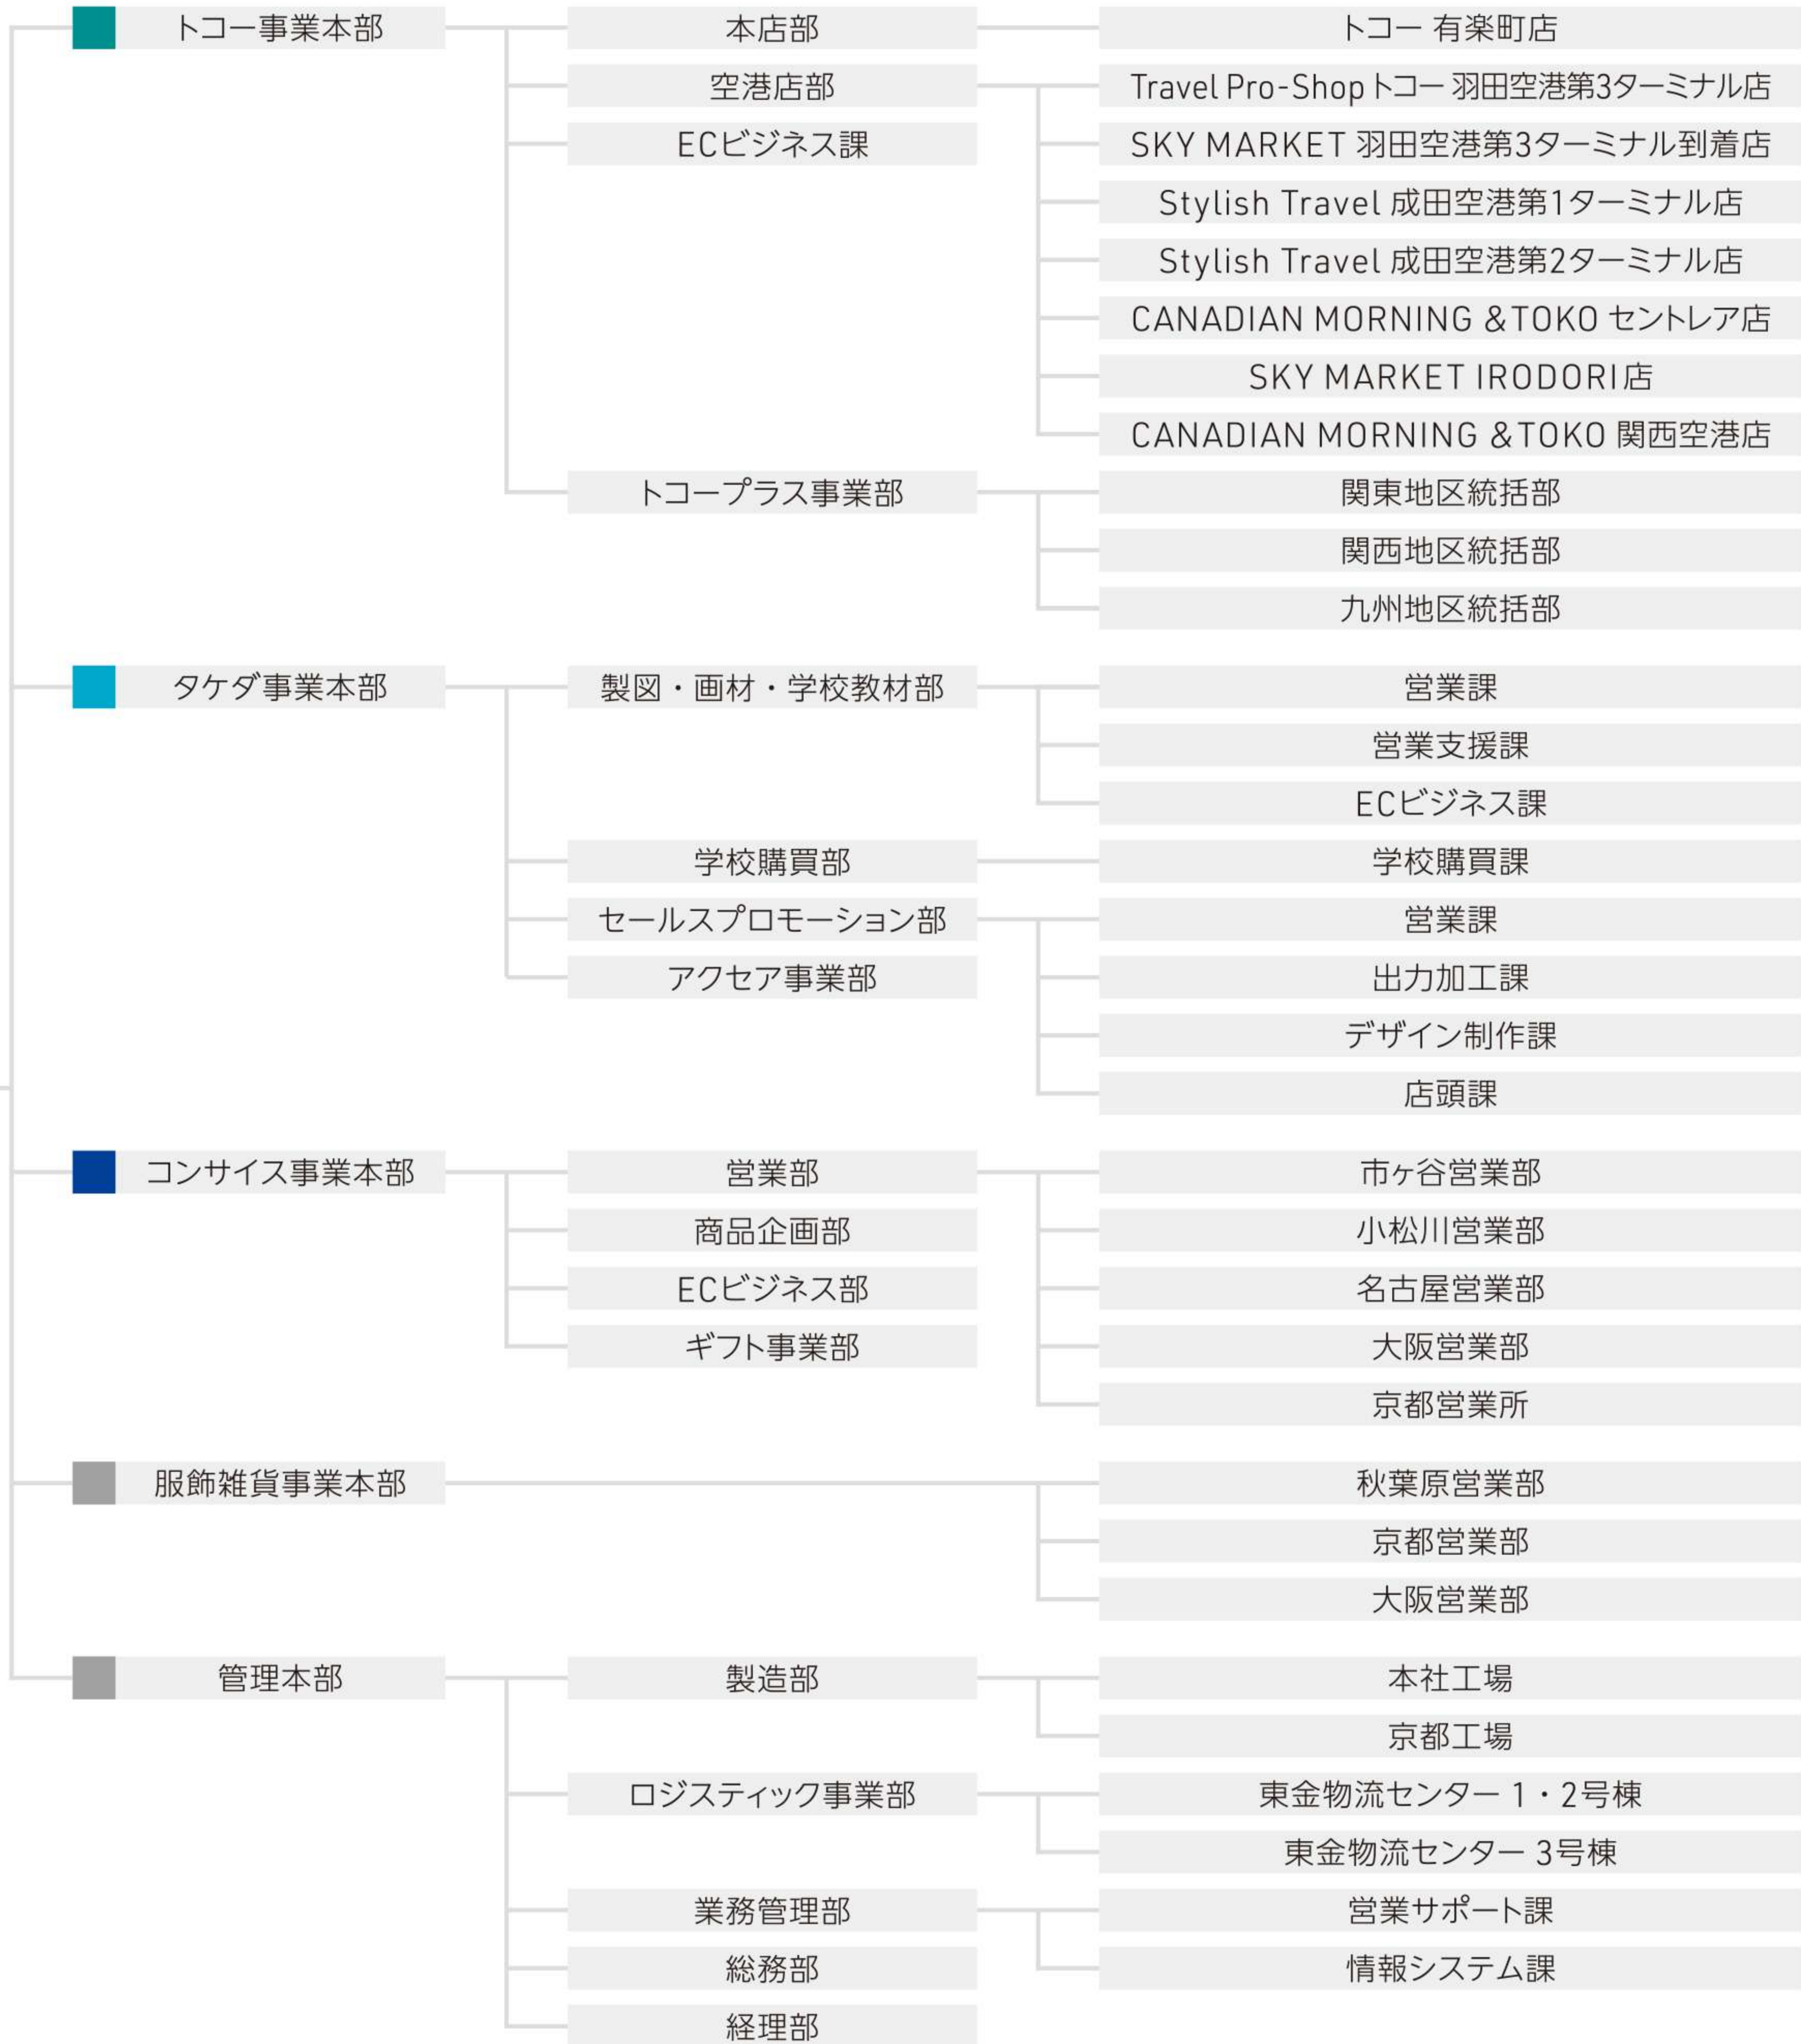 トコー事業本部
本店部
トコー 有楽町店
空港店部
Travel Pro-Shop トコー 羽田空港第3ターミナル店
ECビジネス課
SKY MARKET 羽田空港第3ターミナル到着店
Stylish Travel 成田空港第1ターミナル店
Stylish Travel 成田空港第2ターミナル店
CANADIAN MORNING &TOKO セントレア店
SKY MARKET IRODORI店
CANADIAN MORNING &TOKO 関西空港店
トコープラス事業部
関東地区統括部
関西地区統括部
九州地区統括部
タケダ事業本部
製図・画材・学校教材部
営業課
営業支援課
ECビジネス課
学校購買部
学校購買課
セールスプロモーション部
営業課
アクセア事業部
出力加工課
デザイン制作課
店頭課
コンサイス事業本部
営業部
市ヶ谷営業部
商品企画部
小松川営業部
ECビジネス部
名古屋営業部
ギフト事業部
大阪営業部
京都営業所
服飾雑貨事業本部
秋葉原営業部
京都営業部
大阪営業部
管理本部
製造部
本社工場
京都工場
ロジスティック事業部
東金物流センター 1・2号棟
東金物流センター 3号棟
業務管理部
営業サポート課
総務部
情報システム課
経理部